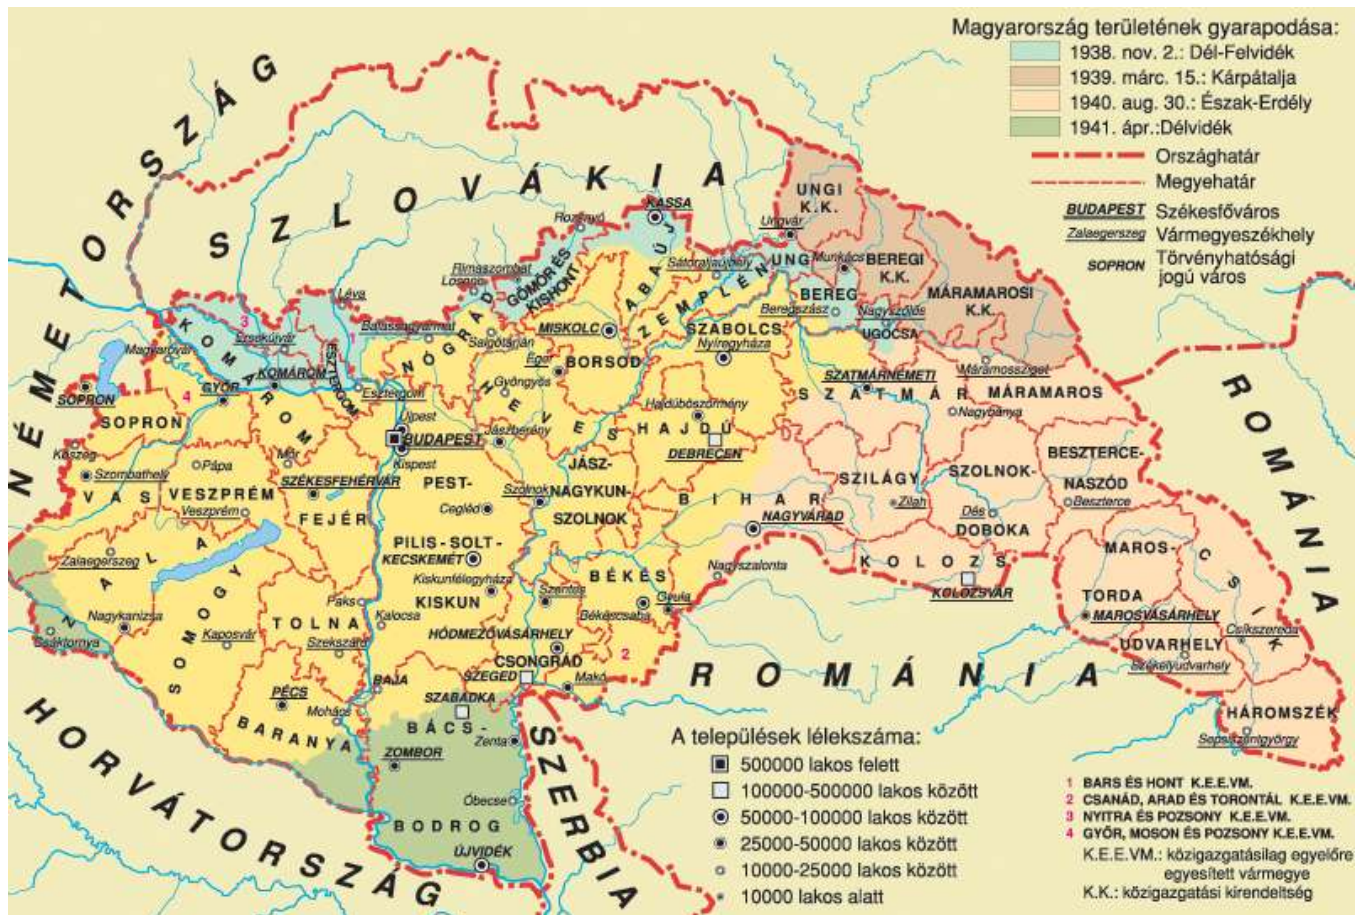 Magyarország területének gyarapodása:
1938. nov. 2.: Dél-Felvidék
1939. márc. 15.: Kárpátalja
1940. aug. 30.: Észak-Erdély
1941. ápr.:Délvidék
Országhatár
Megyehatár
BUDAPEST Székesfőváros
Zalaegerszeg Vármegyeszékhely
SOPRON Törvényhatósági
jogú város
NÉMETORSZÁG
SZLOVÁKIA
ROMÁNIA
ROMÁNIA
SZERBIA
HORVÁTORSZÁG
UNGI
K.K.
BEREGI
K.K.
MÁRAMAROSI
K.K.
KASSA
Rozsnyó
Ungvár
UNG
Munkács
BEREG
Beregszász
Nagyszőlős
UGOCSA
Sátoraljaújhely
ABAÚJ
ZEMPLÉN
GÖMÖR ÉS
KISHONT
Rimaszombat
Losonc
Léva
3
Érsekújvár
1
KOMÁROM
KOMÁROM
ESZTERGOM
Esztergom
Balassagyarmat
NÓGRÁD
Salgótarján
MISKOLC
BORSOD
Eger
Gyöngyös
HEVES
SZABOLCS
Nyíregyháza
SZATMÁRNÉMETI
SZATMÁR
Máramarossziget
MÁRAMAROS
Nagybánya
Magyaróvár
GYŐR
4
SOPRON
SOPRON
Kőszeg
Szombathely
VAS
Pápa
VESZPRÉM
Veszprém
Mór
SZÉKESFEHÉRVÁR
FEJÉR
Újpest
BUDAPEST
Kispest
PEST-
PILIS-SOLT-
KISKUN
Jászberény
Hajdúböszörmény
HAJDÚ
DEBRECEN
JÁSZ-
NAGYKUN-
SZOLNOK
Szolnok
Cegléd
KECSKEMÉT
Kiskunfélegyháza
BIHAR
NAGYVÁRAD
Nagyszalonta
SZILÁGY
Zilah
SZOLNOK-
DOBOKA
Dés
BESZTERCE-
NASZÓD
Beszterce
KOLOZS
KOLOZSVÁR
MAROS-
TORDA
MAROSVÁSÁRHELY
CSÍK
Csíkszereda
UDVARHELY
Székelyudvarhely
HÁROMSZÉK
Sepsiszentgyörgy
Zalaegerszeg
ZALA
Nagykanizsa
Csáktornya
SOMOGY
Kaposvár
TOLNA
Szekszárd
Paks
Kalocsa
BÉKÉS
Békéscsaba
Gyula
Szentes
HÓDMEZŐVÁSÁRHELY
CSONGRÁD
SZEGED
2
Makó
PÉCS
BARANYA
Mohács
BAJA
SZABADKA
BÁCS-
BODROG
ZOMBOR
Zenta
Óbecse
ÚJVIDÉK
A települések lélekszáma:
500000 lakos felett
100000-500000 lakos között
50000-100000 lakos között
25000-50000 lakos között
10000-25000 lakos között
10000 lakos alatt
1 BARS ÉS HONT K.E.E.VM.
2 CSANÁD, ARAD ÉS TORONTÁL K.E.E.VM.
3 NYITRA ÉS POZSONY K.E.E.VM.
4 GYŐR, MOSON ÉS POZSONY K.E.E.VM.
K.E.E.VM.: közigazgatásilag egyelőre
egyesített vármegye
K.K.: közigazgatási kirendeltség